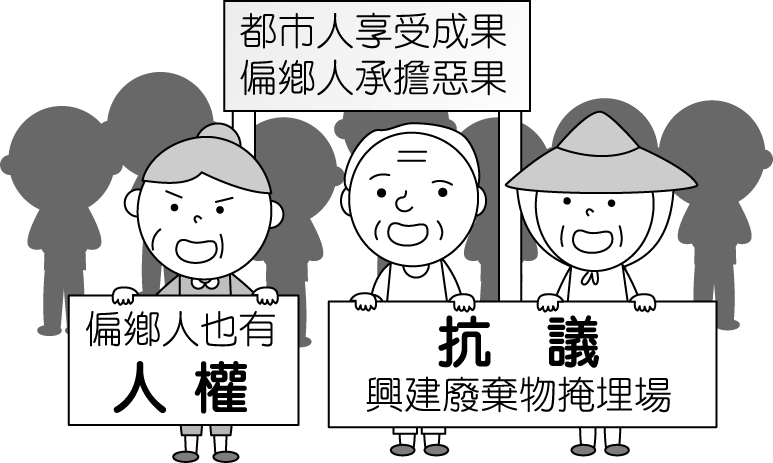 都市人享受成果
偏鄉人承擔惡果
偏鄉人也有
人權
抗議
興建廢棄物掩埋場